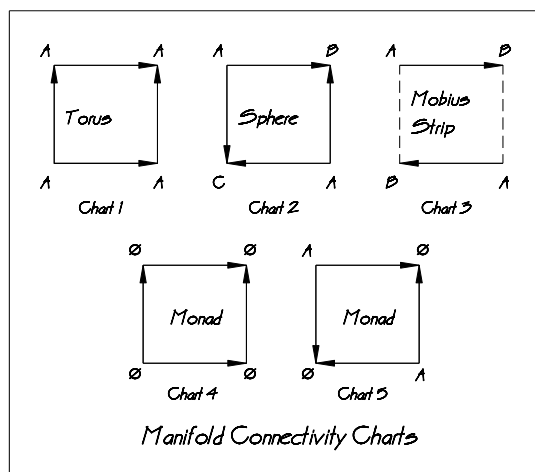 A A A B A B
Torus Sphere Mobius
Strip
A A C A B A
Chart 1 Chart 2 Chart 3
Ø Ø A Ø
Monad Monad
Ø Ø Ø A
Chart 4 Chart 5
Manifold Connectivity Charts